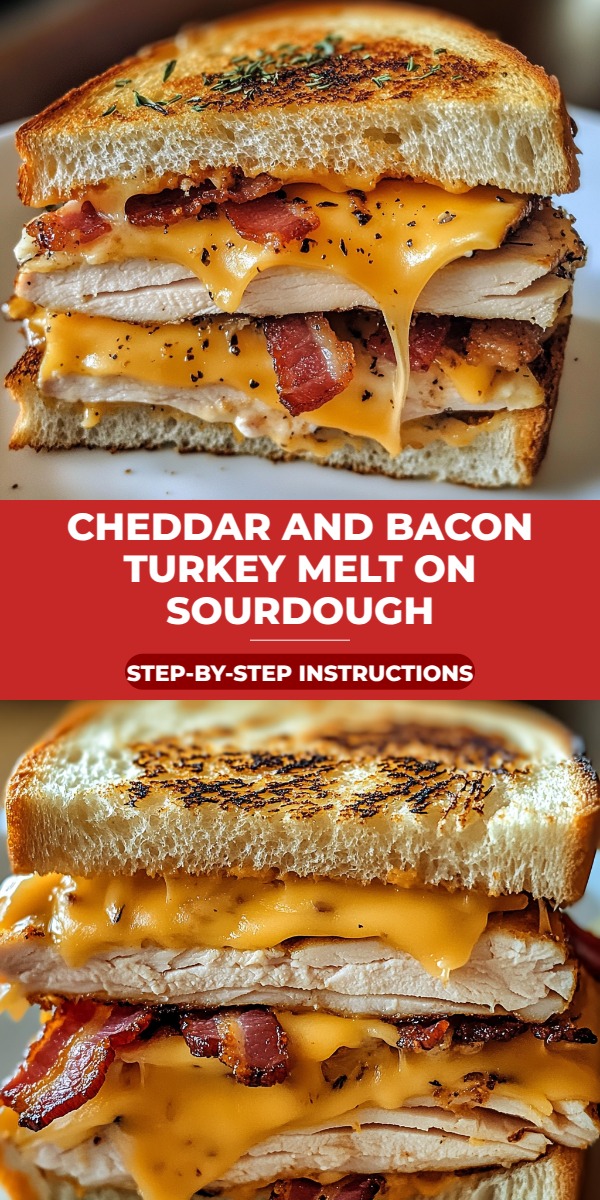 CHEDDAR AND BACON
TURKEY MELT ON
SOURDOUGH
STEP-BY-STEP INSTRUCTIONS